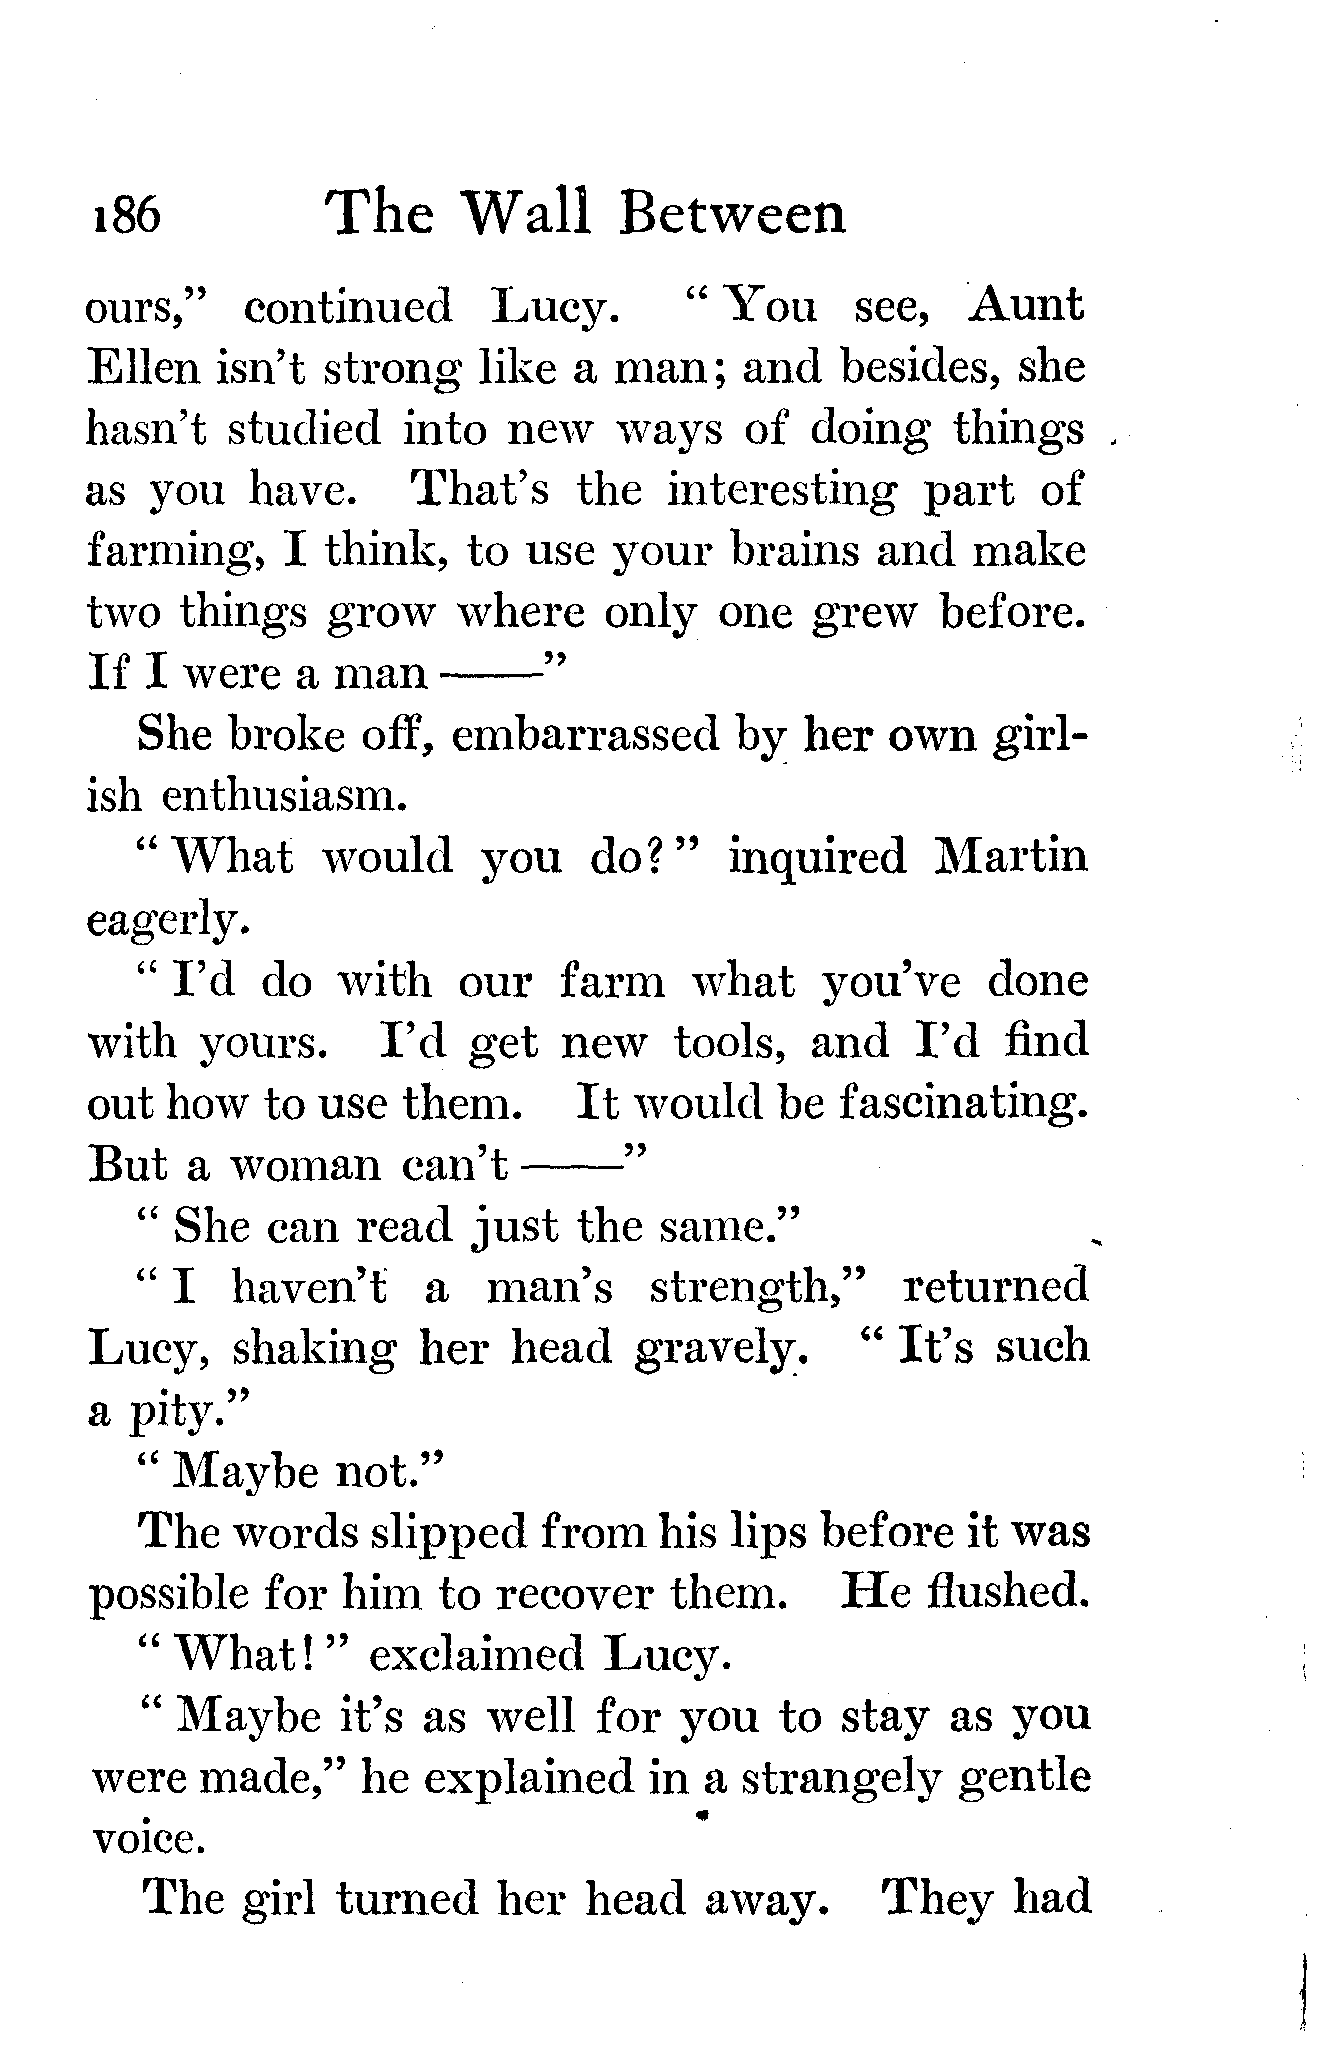 186 The Wall Between
ours,” continued Lucy. “ You see, Aunt
Ellen isn’t strong like a man; and besides, she
hasn’t studied into new ways of doing things
as you have. That’s the interesting part of
farming, I think, to use your brains and make
two things grow where only one grew before.
If I were a man ——”
She broke off, embarrassed by her own girl-
ish enthusiasm.
“ What would you do? ” inquired Martin
eagerly.
“ I’d do with our farm what you’ve done
with yours. I’d get new tools, and I’d find
out how to use them. It would be fascinating.
But a woman can’t ——”
“ She can read just the same.”
“ I haven’t a man’s strength,” returned
Lucy, shaking her head gravely. “ It’s such
a pity.”
“ Maybe not.”
The words slipped from his lips before it was
possible for him to recover them. He flushed.
“ What! ” exclaimed Lucy.
“ Maybe it’s as well for you to stay as you
were made,” he explained in a strangely gentle
voice.
The girl turned her head away. They had